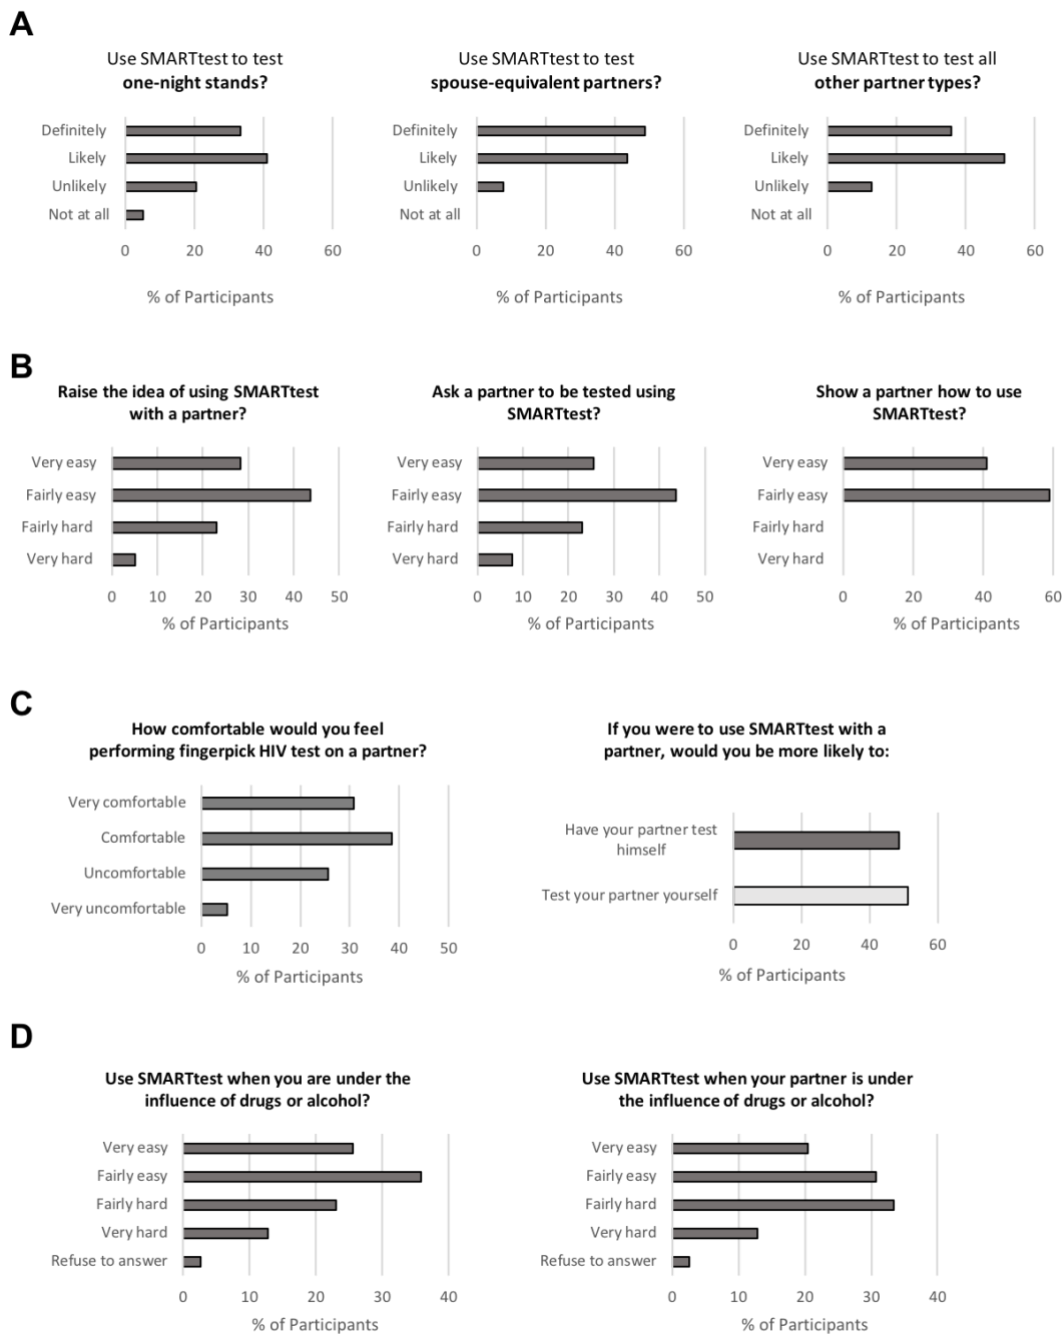 A
Use SMARTtest to test
one-night stands?
Definitely
Likely
Unlikely
Not at all
0 20 40 60
% of Participants
Use SMARTtest to test
spouse-equivalent partners?
Definitely
Likely
Unlikely
Not at all
0 20 40 60
% of Participants
Use SMARTtest to test all
other partner types?
Definitely
Likely
Unlikely
Not at all
0 20 40 60
% of Participants
B
Raise the idea of using SMARTtest
with a partner?
Very easy
Fairly easy
Fairly hard
Very hard
0 10 20 30 40 50
% of Participants
Ask a partner to be tested using
SMARTtest?
Very easy
Fairly easy
Fairly hard
Very hard
0 10 20 30 40 50
% of Participants
Show a partner how to use
SMARTtest?
Very easy
Fairly easy
Fairly hard
Very hard
0 20 40 60
% of Participants
C
How comfortable would you feel
performing fingerpick HIV test on a partner?
Very comfortable
Comfortable
Uncomfortable
Very uncomfortable
0 10 20 30 40 50
% of Participants
If you were to use SMARTtest with a
partner, would you be more likely to:
Have your partner test
himself
Test your partner yourself
0 20 40 60
% of Participants
D
Use SMARTtest when you are under the
influence of drugs or alcohol?
Very easy
Fairly easy
Fairly hard
Very hard
Refuse to answer
0 10 20 30 40
% of Participants
Use SMARTtest when your partner is under
the influence of drugs or alcohol?
Very easy
Fairly easy
Fairly hard
Very hard
Refuse to answer
0 10 20 30 40
% of Participants